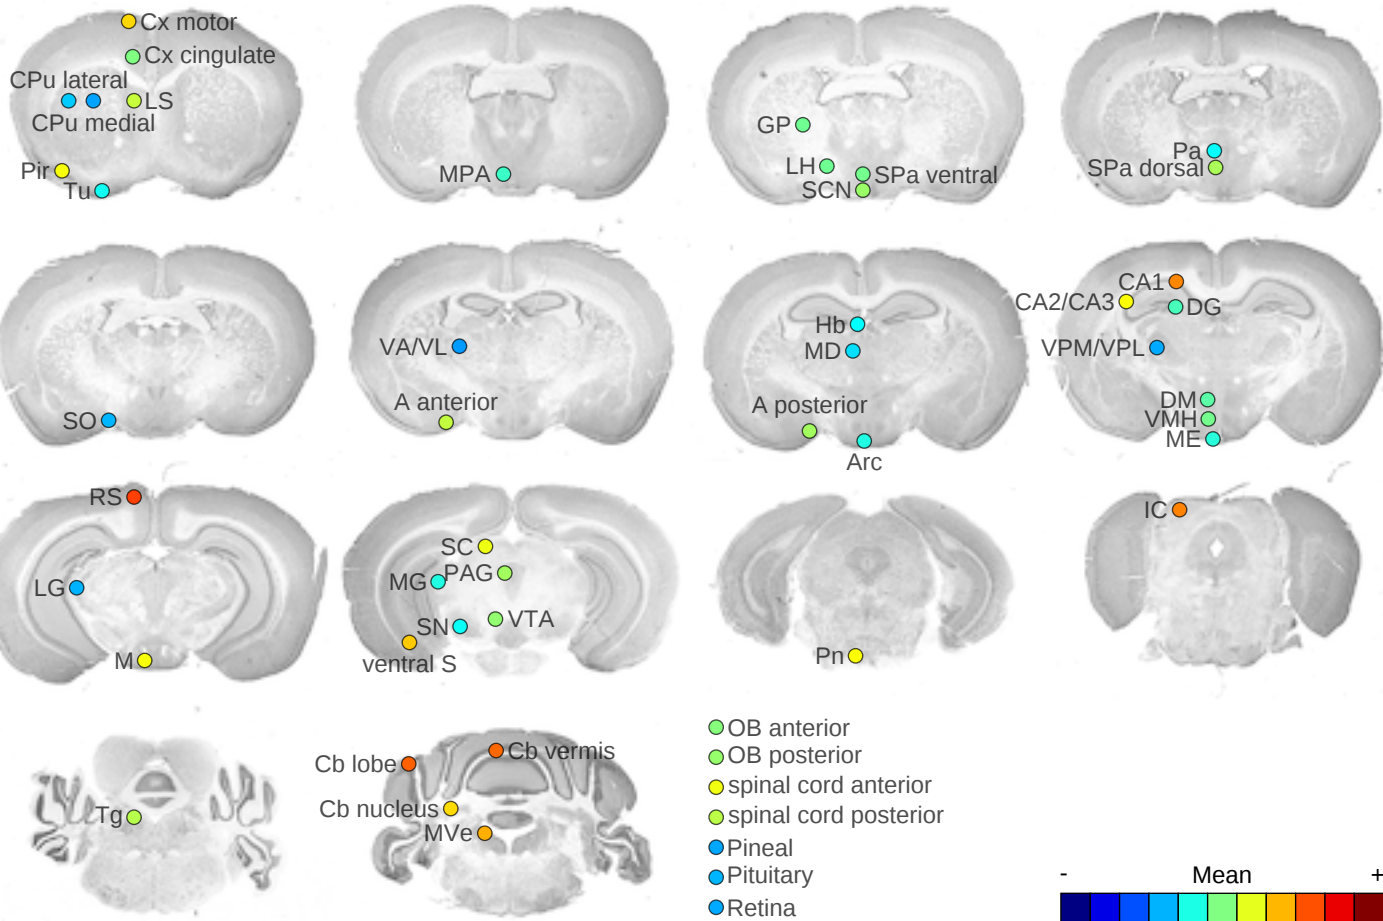 Cx motor
Cx cingulate
CPu lateral
LS
CPu medial
Pir
Tu
MPA
GP
LH
SPa ventral
SCN
Pa
SPa dorsal
SO
VA/VL
A anterior
Hb
MD
A posterior
Arc
CA1
CA2/CA3
DG
VPM/VPL
DM
VMH
ME
RS
LG
M
SC
PAG
MG
VTA
SN
ventral S
Pn
IC
Tg
Cb lobe
Cb vermis
Cb nucleus
MVe
OB anterior
OB posterior
spinal cord anterior
spinal cord posterior
Pineal
Pituitary
Retina
- Mean +